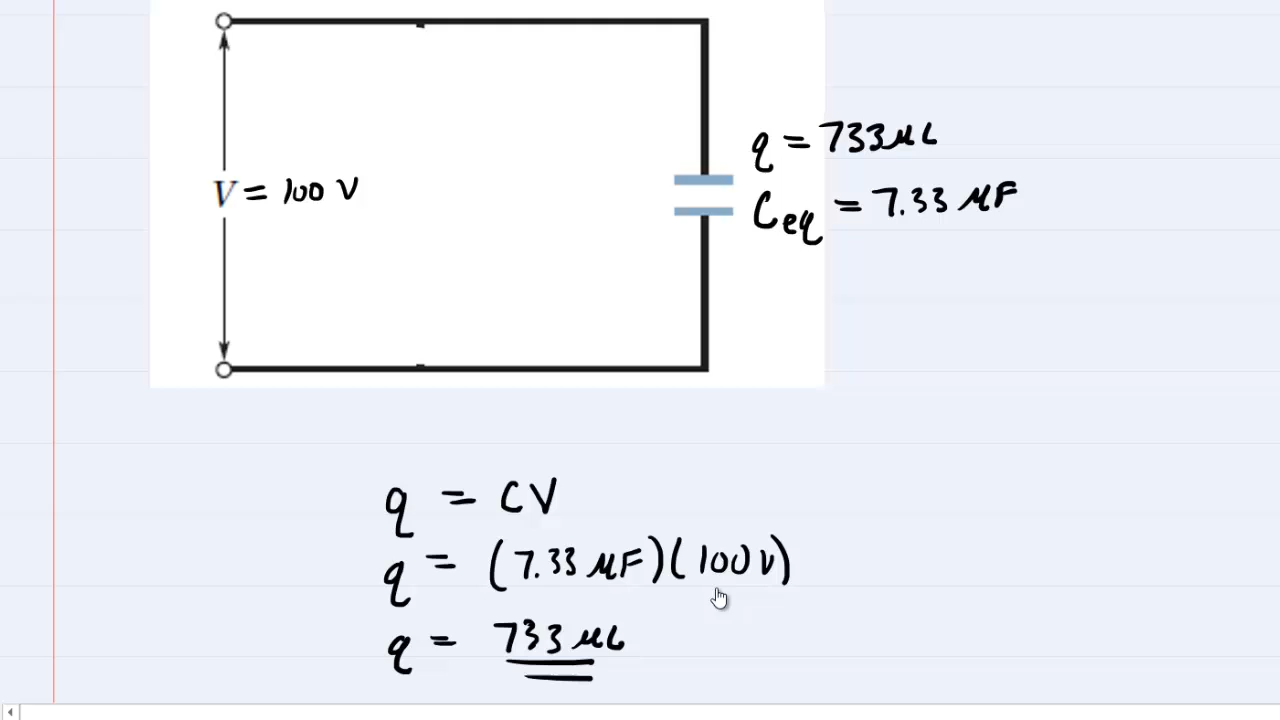 q = 733 μC
V = 100 V
Ceq = 7.33 μF
q = CV
q = (7.33 μF)(100 V)
q = 733 μC